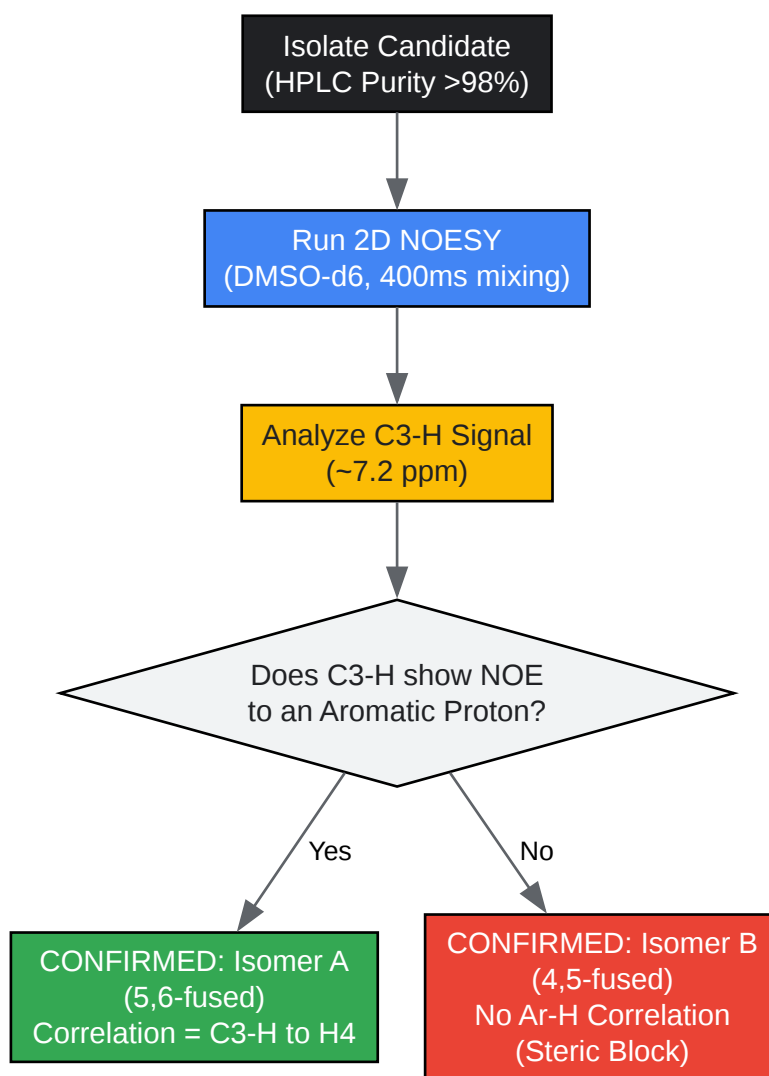 Isolate Candidate
(HPLC Purity >98%)
Run 2D NOESY
(DMSO-d6, 400ms mixing)
Analyze C3-H Signal
(~7.2 ppm)
Does C3-H show NOE
to an Aromatic Proton?
Yes
No
CONFIRMED: Isomer A
(5,6-fused)
Correlation = C3-H to H4
CONFIRMED: Isomer B
(4,5-fused)
No Ar-H Correlation
(Steric Block)